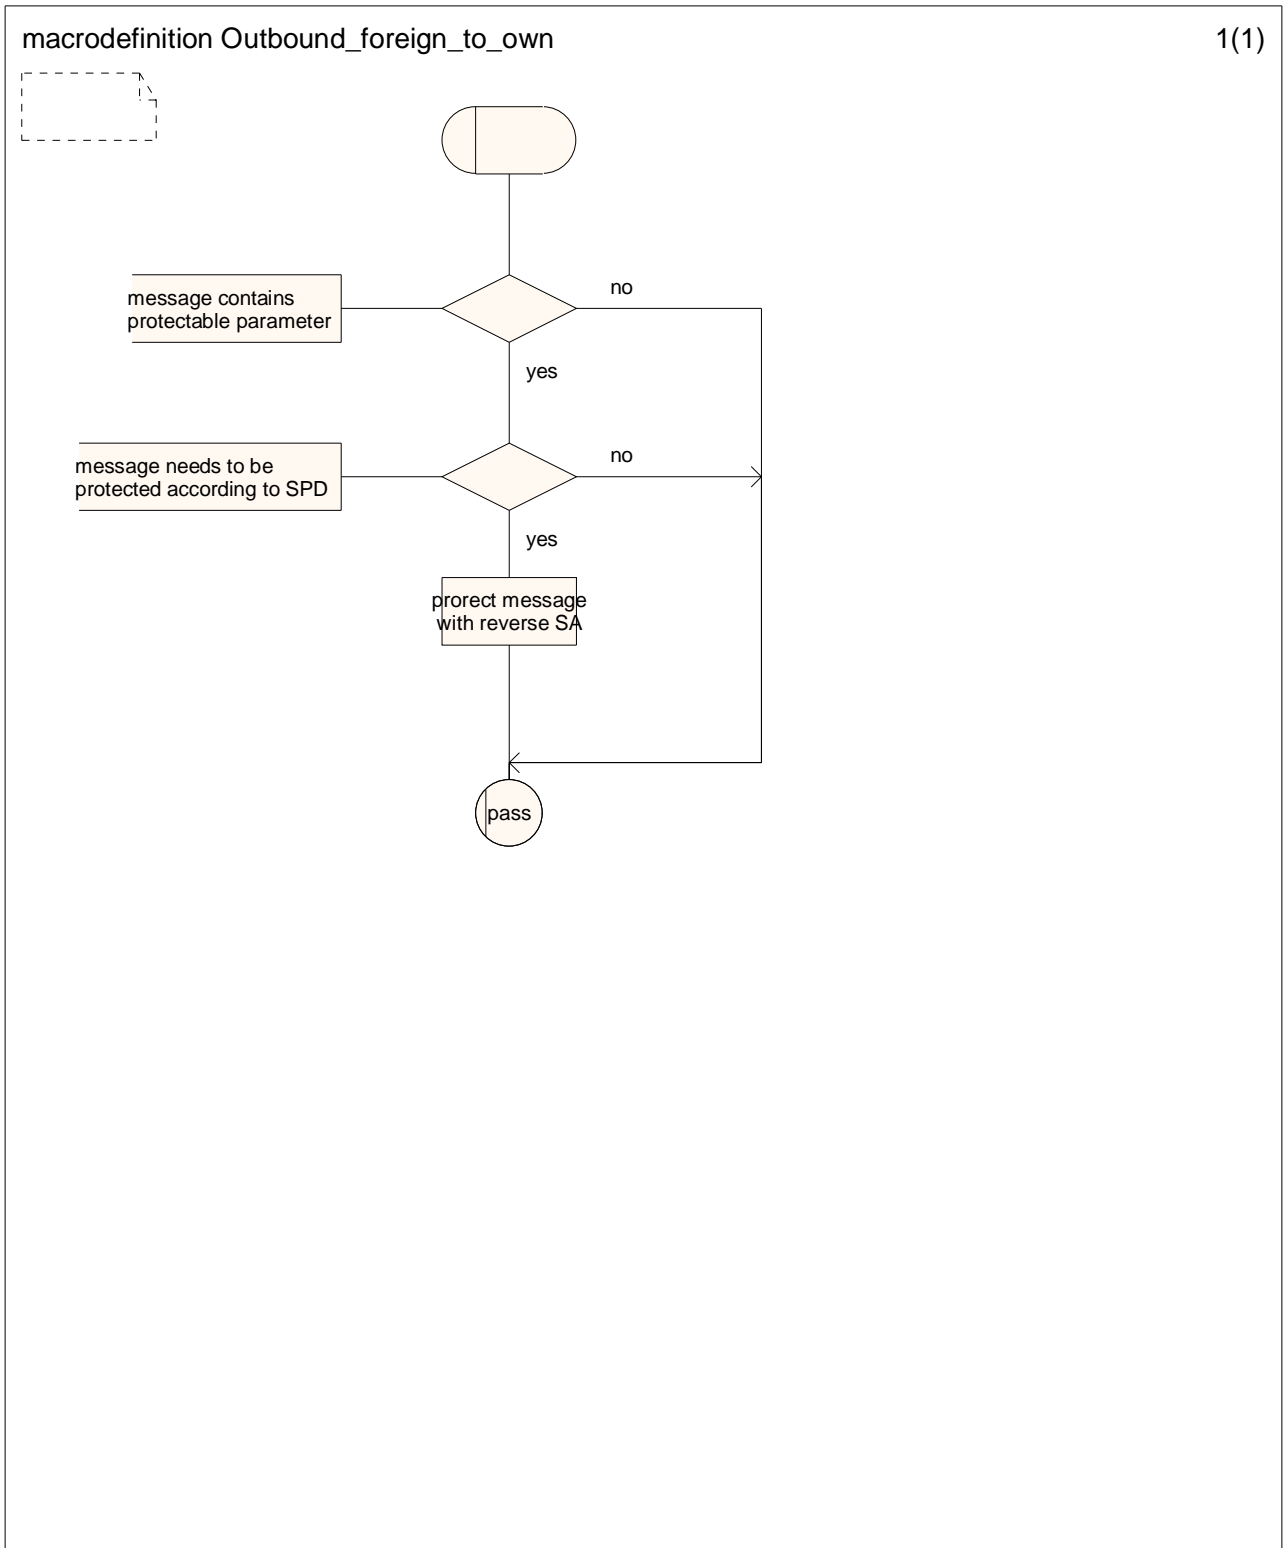 macrodefinition Outbound_foreign_to_own
1(1)
message contains
protectable parameter
no
yes
message needs to be
protected according to SPD
no
yes
prorect message
with reverse SA
pass